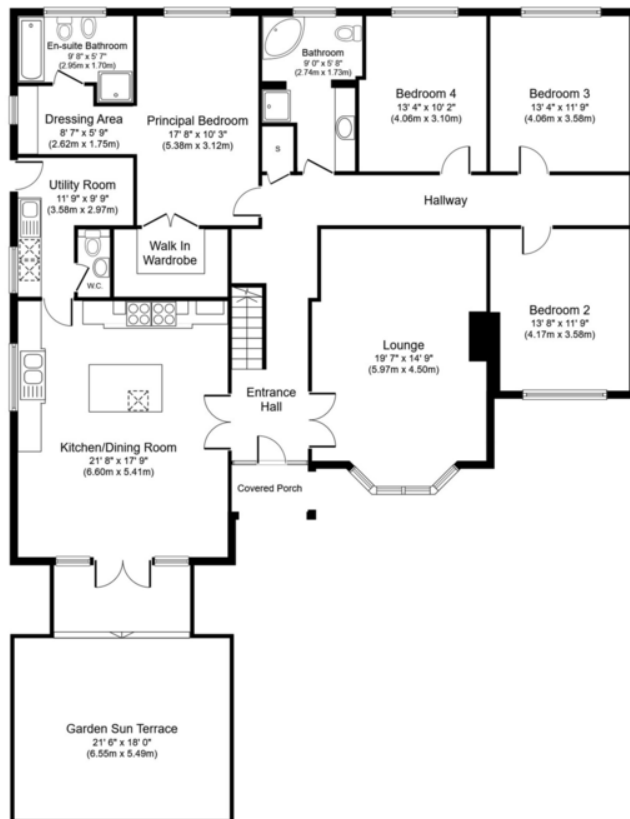 En-suite Bathroom
9' 8" x 5' 7"
(2.95m x 1.70m)
Bathroom
9' 0" x 5' 8"
(2.74m x 1.73m)
Dressing Area
8' 7" x 5' 9"
(2.62m x 1.75m)
Principal Bedroom
17' 8" x 10' 3"
(5.38m x 3.12m)
Bedroom 4
13' 4" x 10' 2"
(4.06m x 3.10m)
Bedroom 3
13' 4" x 11' 9"
(4.06m x 3.58m)
S
Utility Room
11' 9" x 9' 9"
(3.58m x 2.97m)
Hallway
Walk In
Wardrobe
W.C.
Bedroom 2
13' 8" x 11' 9"
(4.17m x 3.58m)
Lounge
19' 7" x 14' 9"
(5.97m x 4.50m)
Entrance
Hall
Kitchen/Dining Room
21' 8" x 17' 9"
(6.60m x 5.41m)
Covered Porch
Garden Sun Terrace
21' 6" x 18' 0"
(6.55m x 5.49m)